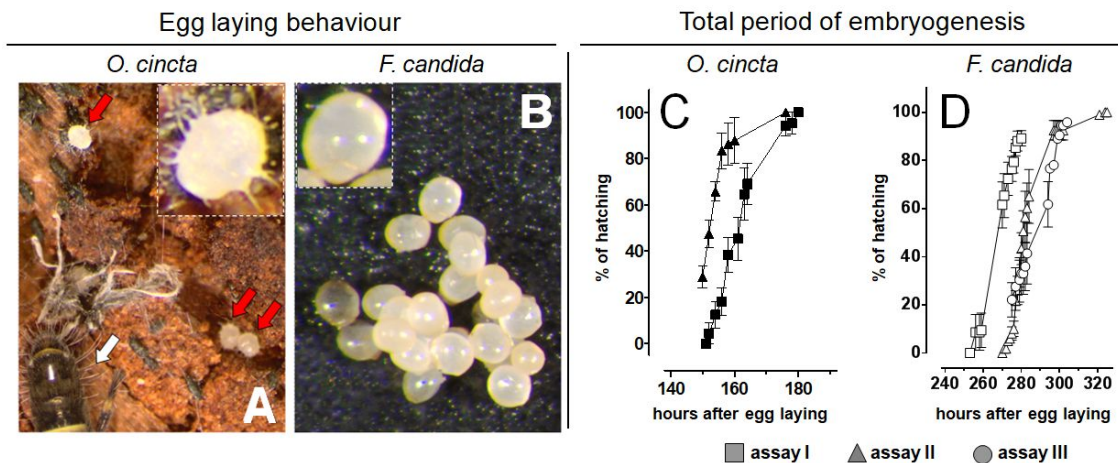 Egg laying behaviour
Total period of embryogenesis
O. cincta
F. candida
O. cincta
F. candida
A
B
C
100
80
60
40
20
0
% of hatching
140 160 180
hours after egg laying
D
100
80
60
40
20
0
% of hatching
240 260 280 300 320
hours after egg laying
assay I assay II assay III